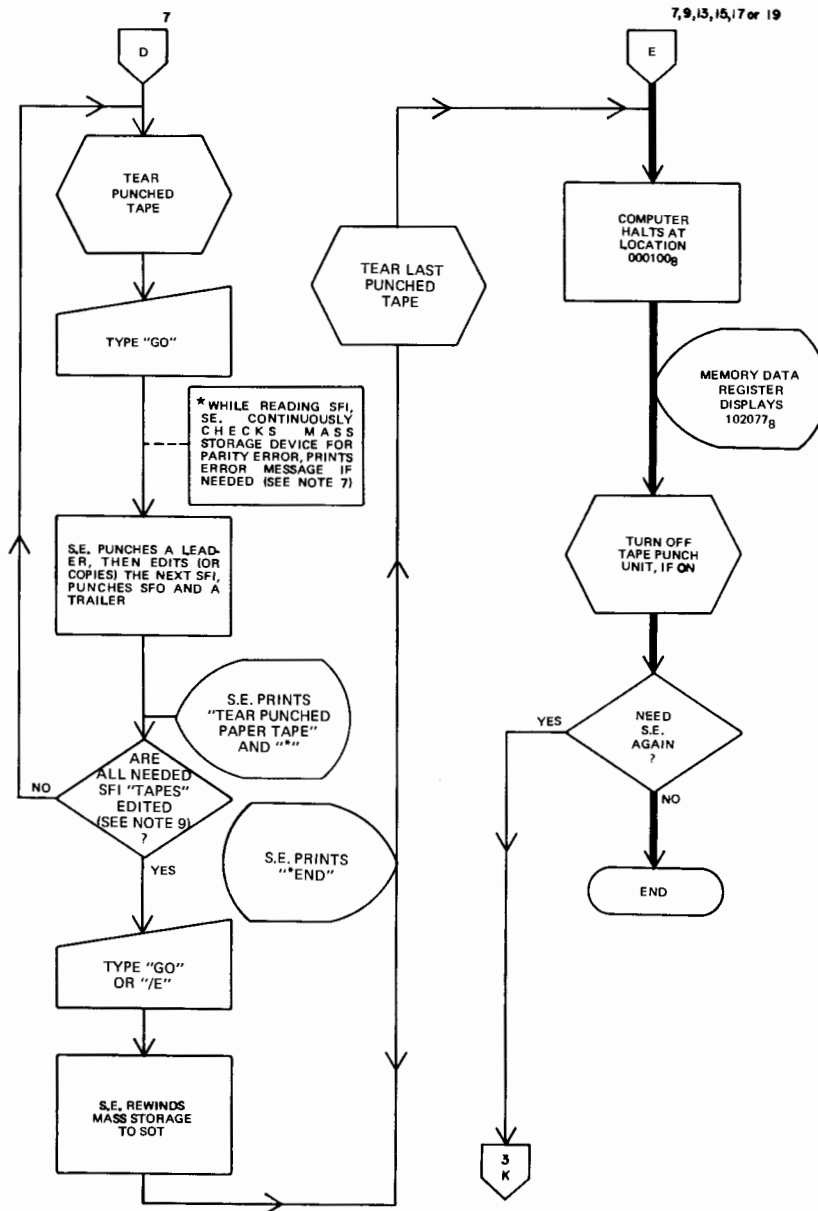 7
D
TEAR
PUNCHED
TAPE
TYPE "GO"
*WHILE READING SFI,
SE. CONTINUOUSLY
CHECKS MASS
STORAGE DEVICE FOR
PARITY ERROR, PRINTS
ERROR MESSAGE IF
NEEDED (SEE NOTE 7)
S.E. PUNCHES A LEAD-
ER, THEN EDITS (OR
COPIES) THE NEXT SFI,
PUNCHES SFO AND A
TRAILER
S.E. PRINTS
"TEAR PUNCHED
PAPER TAPE"
AND "*"
ARE
ALL NEEDED
SFI "TAPES"
EDITED
(SEE NOTE 9)
?
NO
YES
TYPE "GO"
OR "/E"
S.E. REWINDS
MASS STORAGE
TO SOT
S.E. PRINTS
"*END"
TEAR LAST
PUNCHED
TAPE
7,9,13,15,17 or 19
E
COMPUTER
HALTS AT
LOCATION
000100₈
MEMORY DATA
REGISTER
DISPLAYS
102077₈
TURN OFF
TAPE PUNCH
UNIT, IF ON
NEED
S.E.
AGAIN
?
YES
NO
END
3
K